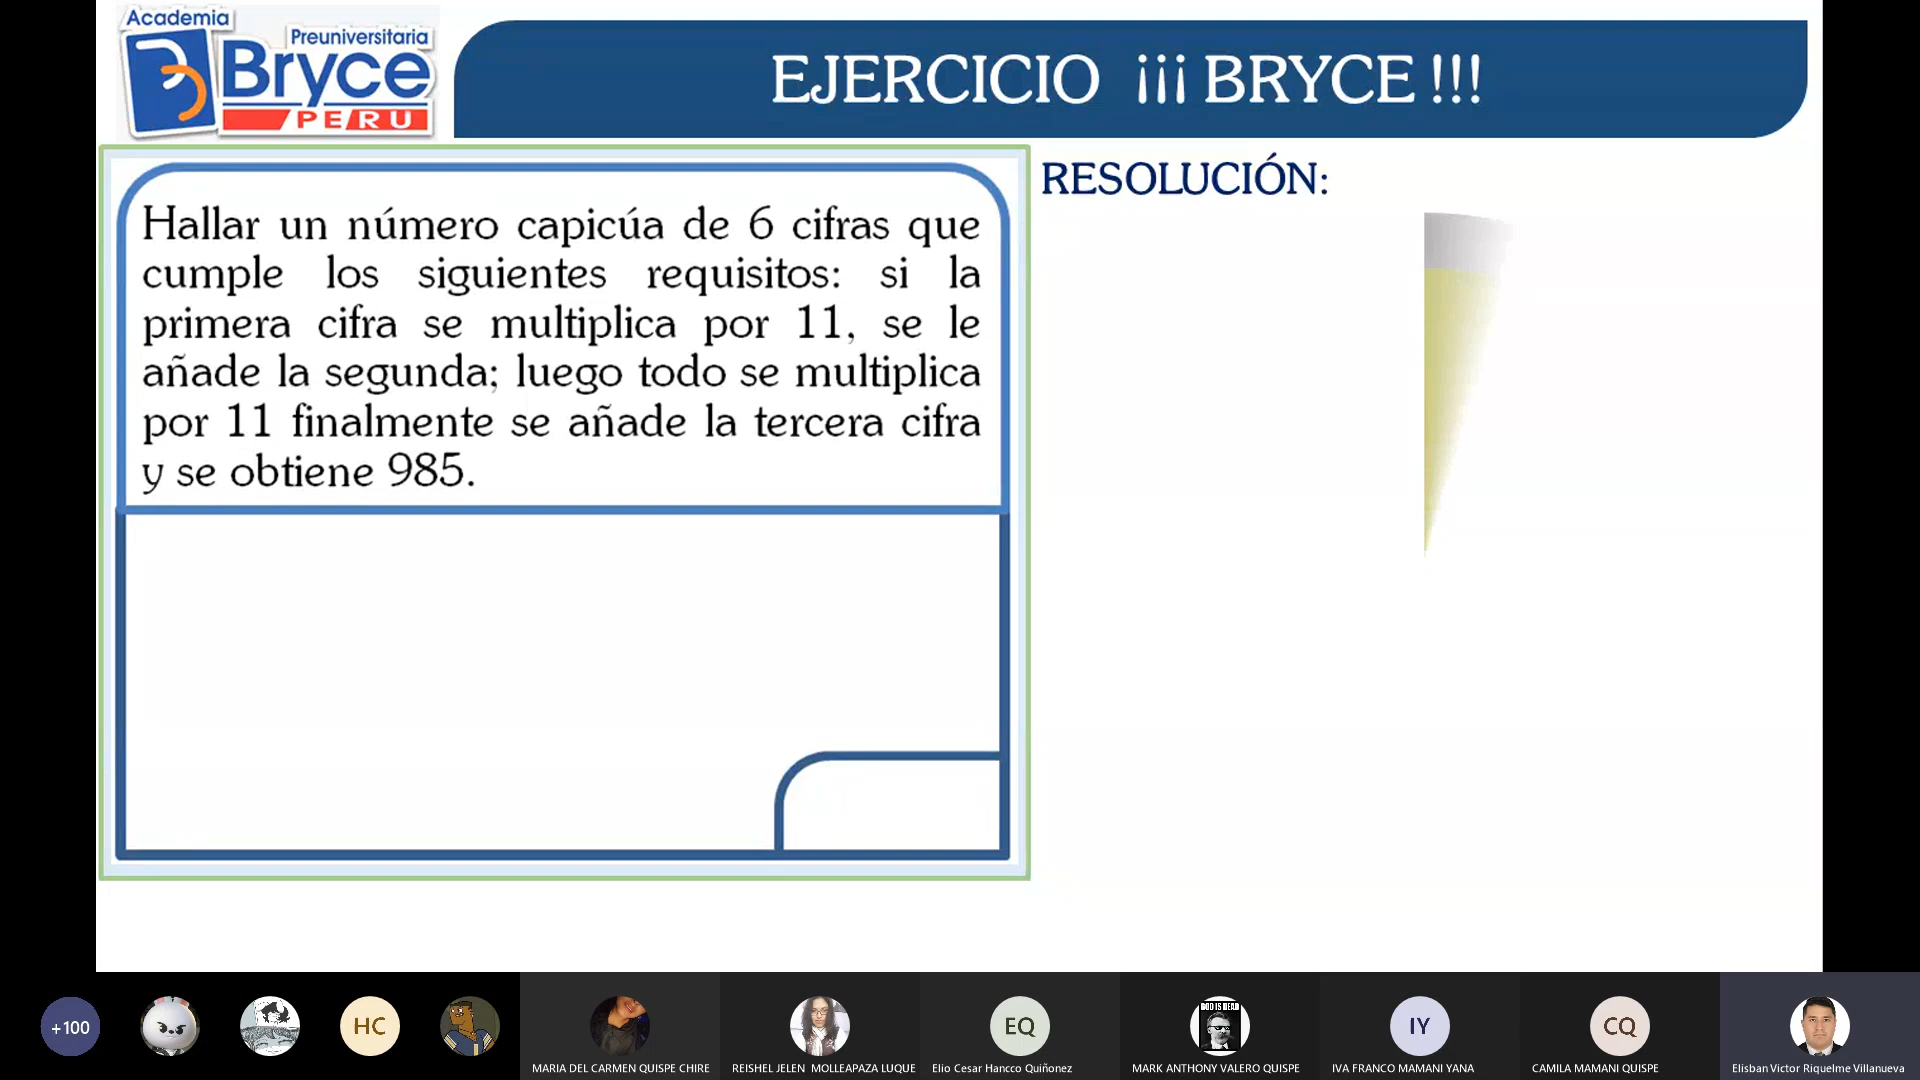 Academia
Preuniversitaria
Bryce
PERU
EJERCICIO ¡¡¡ BRYCE !!!
Hallar un número capicúa de 6 cifras que
cumple los siguientes requisitos: si la
primera cifra se multiplica por 11, se le
añade la segunda; luego todo se multiplica
por 11 finalmente se añade la tercera cifra
y se obtiene 985.
RESOLUCIÓN:
+100
HC
EQ
GOD IS DEAD
IY
CQ
MARIA DEL CARMEN QUISPE CHIRE
REISHEL JELEN MOLLEAPAZA LUQUE
Elio Cesar Hancco Quiñonez
MARK ANTHONY VALERO QUISPE
IVA FRANCO MAMANI YANA
CAMILA MAMANI QUISPE
Elisban Victor Riquelme Villanueva